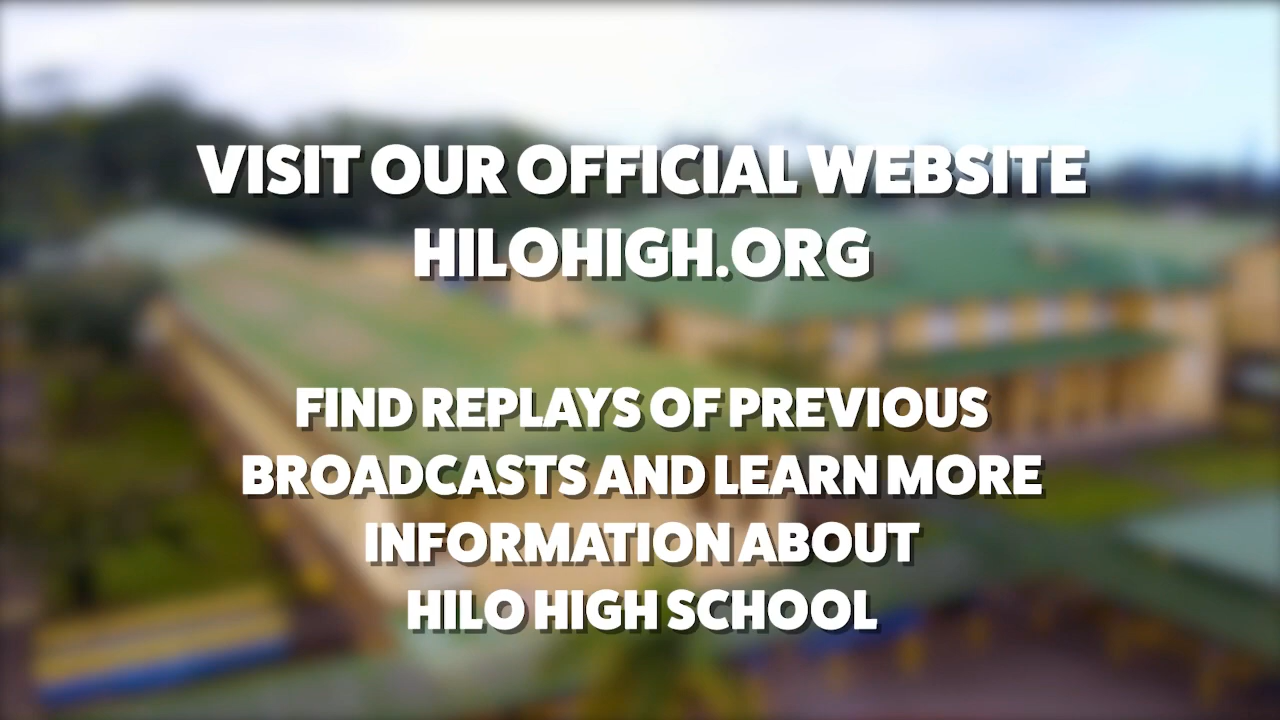 VISIT OUR OFFICIAL WEBSITE
HILOHIGH.ORG
FIND REPLAYS OF PREVIOUS
BROADCASTS AND LEARN MORE
INFORMATION ABOUT
HILO HIGH SCHOOL